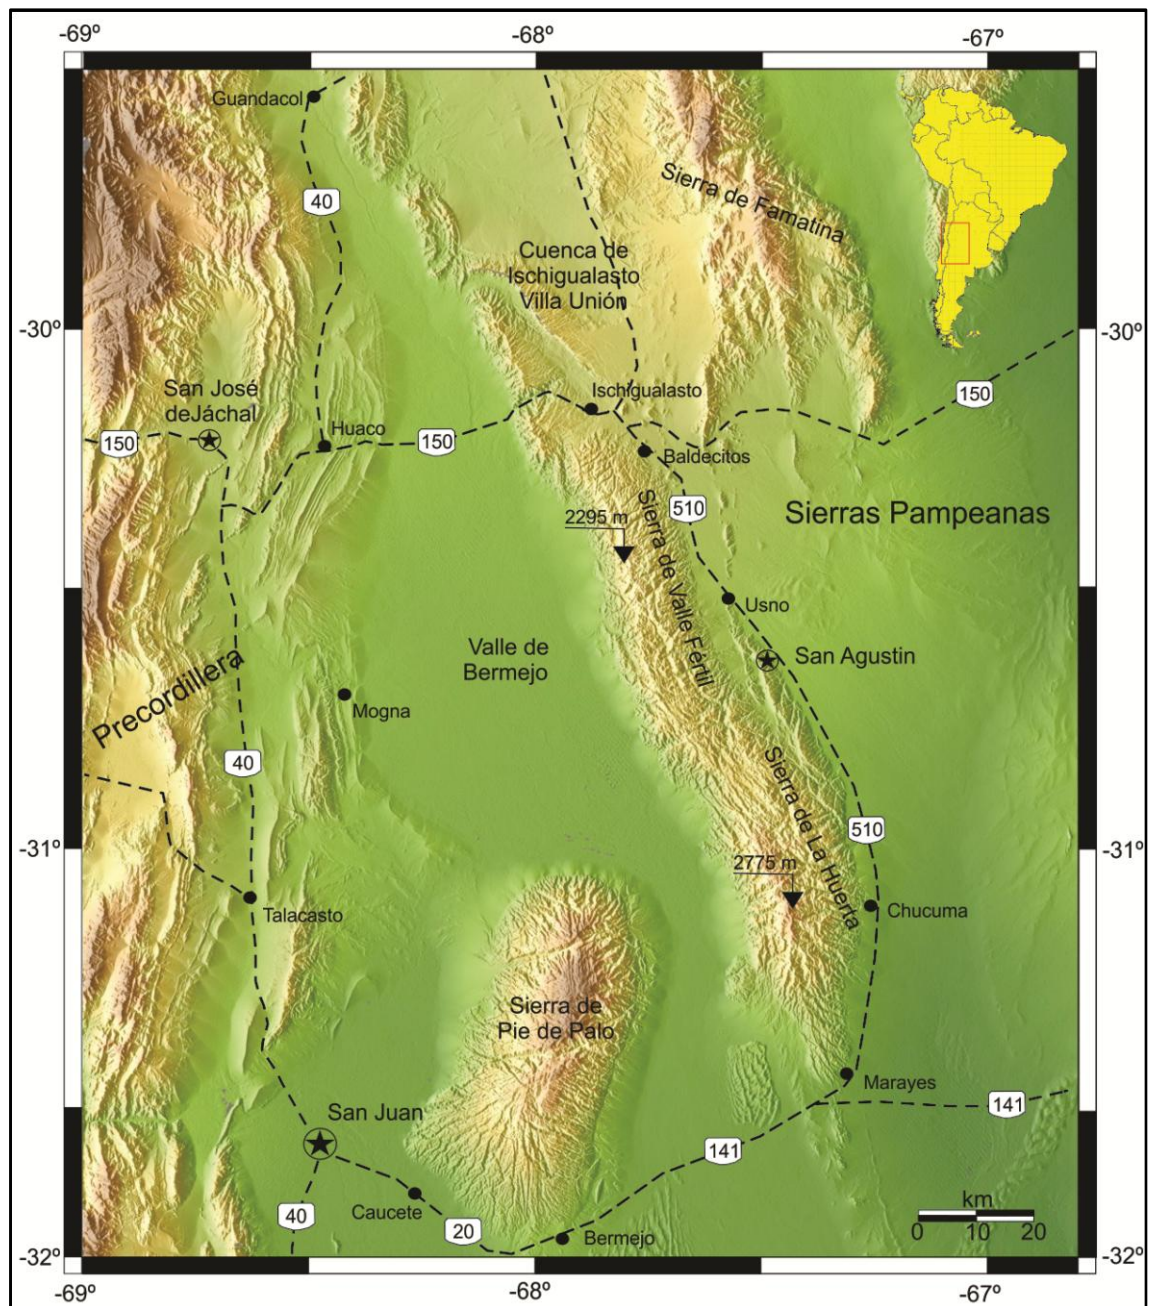 -69º
-68º
-67º
Guandacol
40
Sierra de Famatina
Cuenca de
Ischigualasto
Villa Unión
-30º
-30º
San José
deJáchal
Ischigualasto
150
Huaco
150
150
Baldecitos
2295 m
510
Sierras Pampeanas
Sierra de Valle Fértil
Usno
Valle de
Bermejo
San Agustin
Precordillera
Mogna
40
Sierra de La Huerta
510
-31º
-31º
2775 m
Talacasto
Chucuma
Sierra de
Pie de Palo
Marayes
San Juan
141
141
Caucete
40
20
Bermejo
km
0 10 20
-32º
-32º
-69º
-68º
-67º